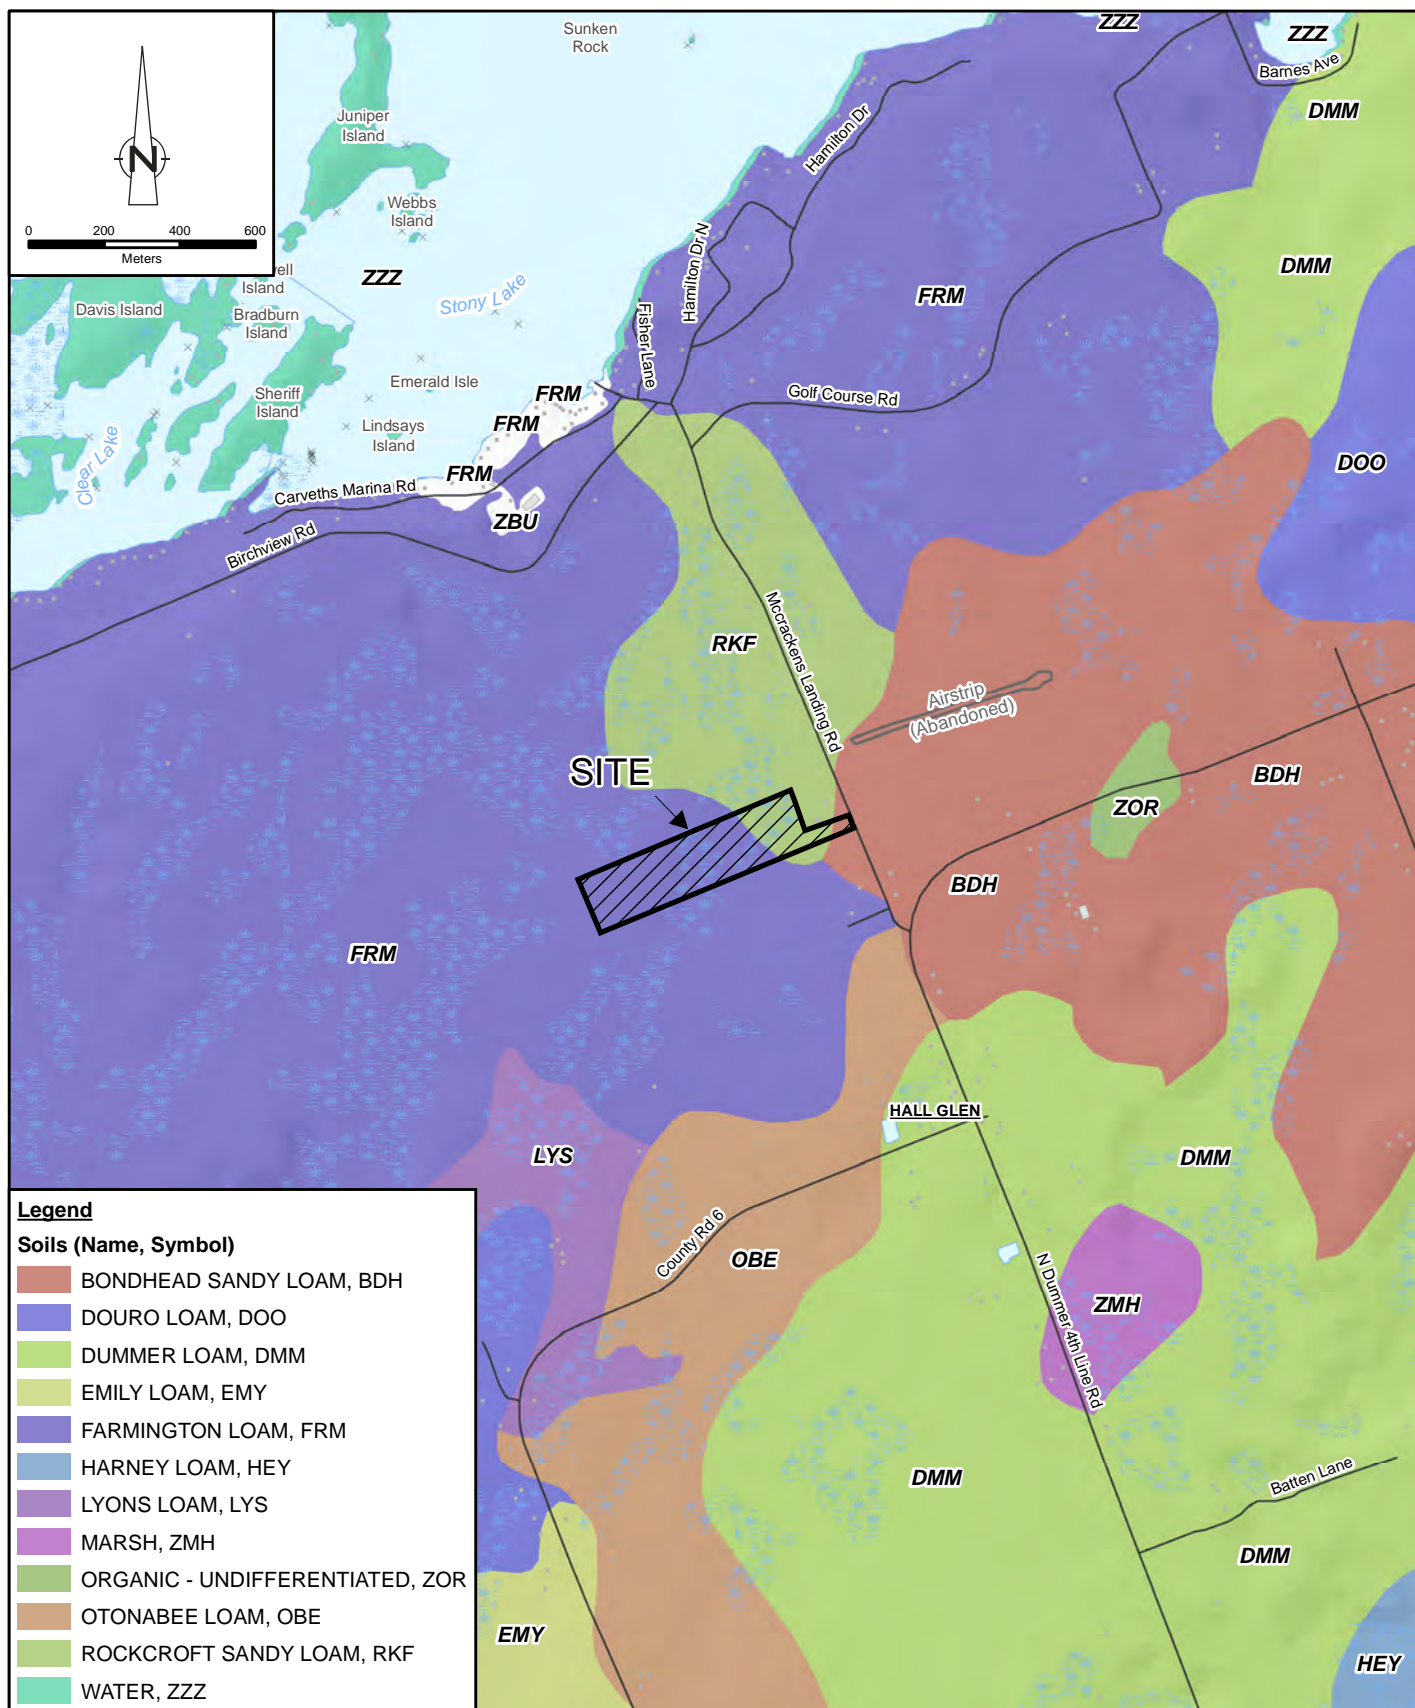 Sunken
Rock
ZZZ
ZZZ
Barnes Ave
DMM
N
0 200 400 600
Meters
Juniper
Island
Webbs
Island
Hamilton Dr
ZZZ
Stony Lake
Island
Davis Island
Bradburn
Island
Hamilton Dr N
FRM
DMM
Fisher Lane
Emerald Isle
Sheriff
Island
FRM
FRM
Golf Course Rd
Lindsays
Island
Clear Lake
FRM
Carveths Marina Rd
ZBU
Birchview Rd
DOO
RKF
Mccrackens Landing Rd
Airstrip
(Abandoned)
SITE
BDH
ZOR
BDH
FRM
HALL GLEN
LYS
DMM
County Rd 6
OBE
N Dummer 4th Line Rd
ZMH
DMM
Batten Lane
DMM
EMY
HEY
Legend
Soils (Name, Symbol)
BONDHEAD SANDY LOAM, BDH
DOURO LOAM, DOO
DUMMER LOAM, DMM
EMILY LOAM, EMY
FARMINGTON LOAM, FRM
HARNEY LOAM, HEY
LYONS LOAM, LYS
MARSH, ZMH
ORGANIC - UNDIFFERENTIATED, ZOR
OTONABEE LOAM, OBE
ROCKCROFT SANDY LOAM, RKF
WATER, ZZZ